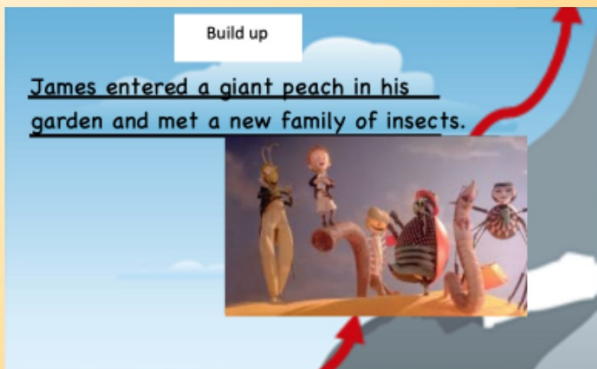 Build up
James entered a giant peach in his
garden and met a new family of insects.